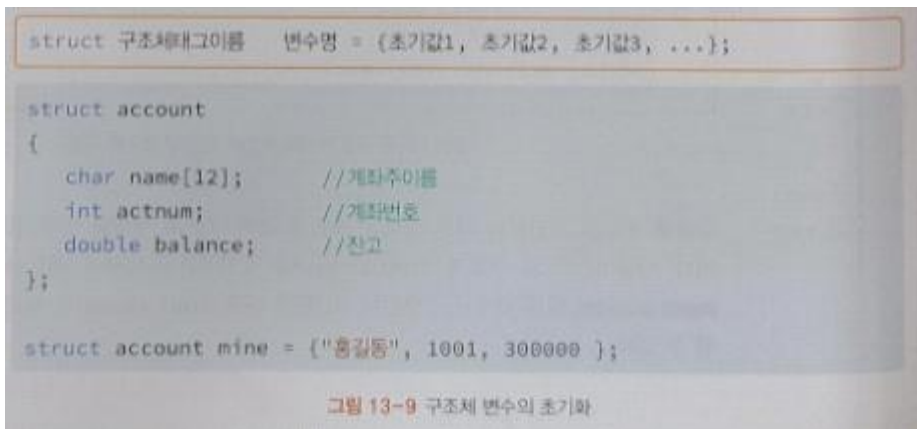 struct 구조체태그이름 변수명 = {초기값1, 초기값2, 초기값3, ...};
struct account
{
char name[12]; //계좌주이름
int actnum; //계좌번호
double balance; //잔고
};
struct account mine = {"홍길동", 1001, 300000 };
그림 13-9 구조체 변수의 초기화